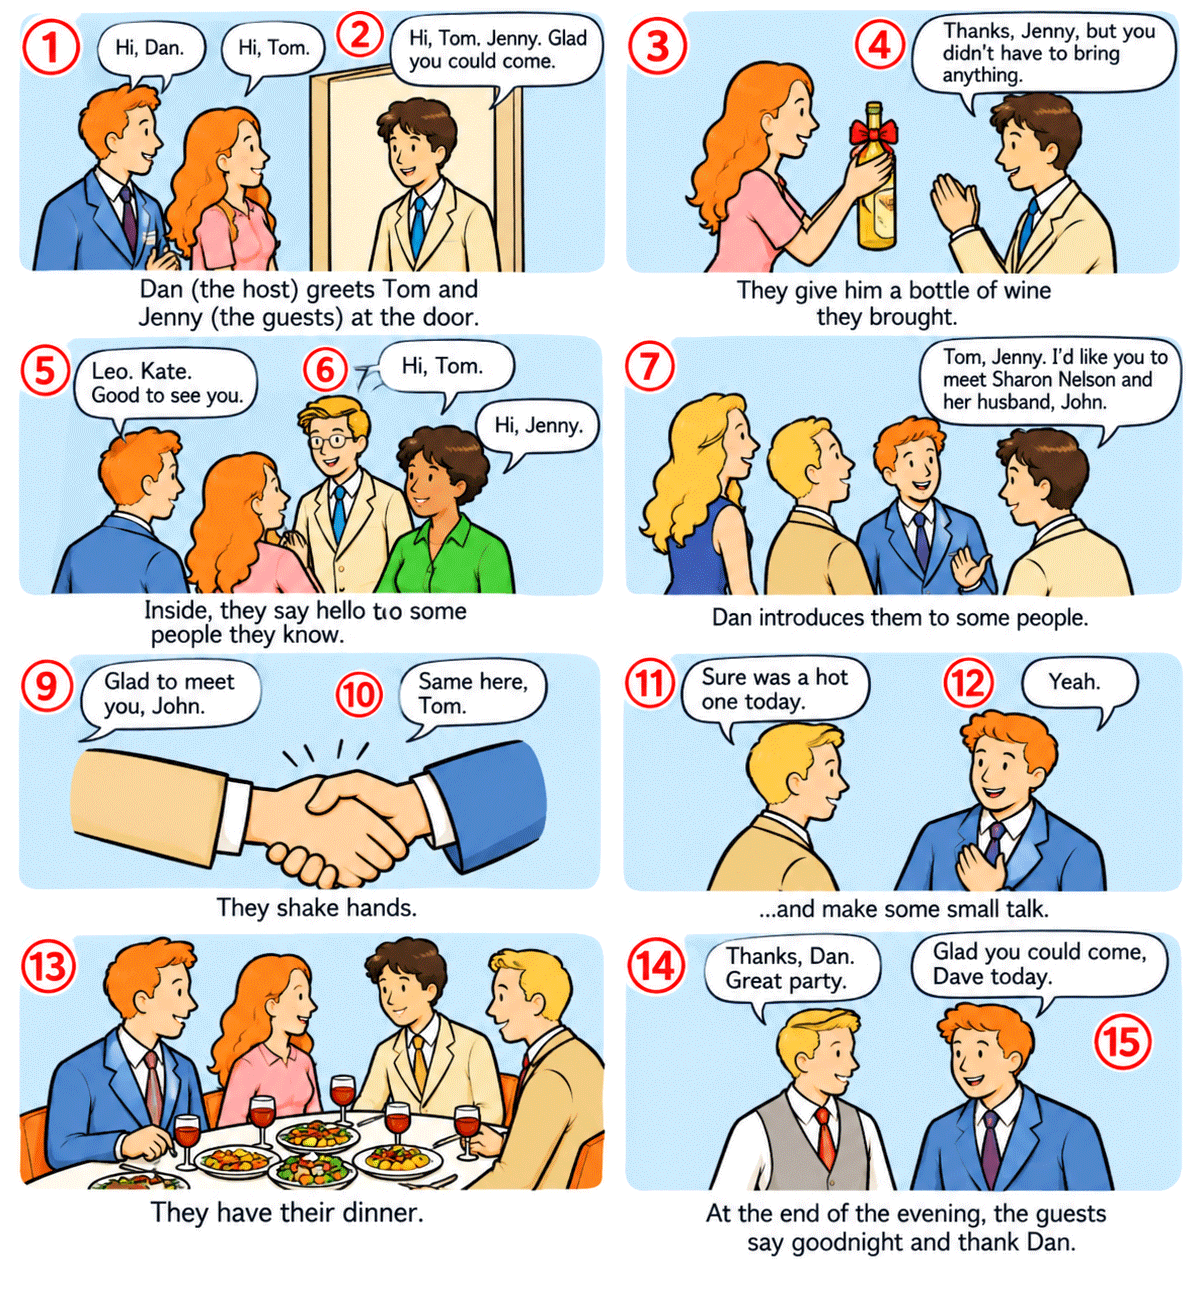 1
Hi, Dan.
Hi, Tom.
2
Hi, Tom, Jenny. Glad
you could come.
Dan (the host) greets Tom and
Jenny (the guests) at the door.
3
4
Thanks, Jenny, but you
didn't have to bring
anything.
They give him a bottle of wine
they brought.
5
Leo. Kate.
Good to see you.
6
Hi, Tom.
Hi, Jenny.
Inside, they say hello tıo some
people they know.
7
Tom, Jenny. I'd like you to
meet Sharon Nelson and
her husband, John.
Dan introduces them to some people.
9
Glad to meet
you, John.
10
Same here,
Tom.
They shake hands.
11
Sure was a hot
one today.
12
Yeah.
...and make some small talk.
13
They have their dinner.
14
Thanks, Dan.
Great party.
Glad you could come,
Dave today.
15
At the end of the evening, the guests
say goodnight and thank Dan.